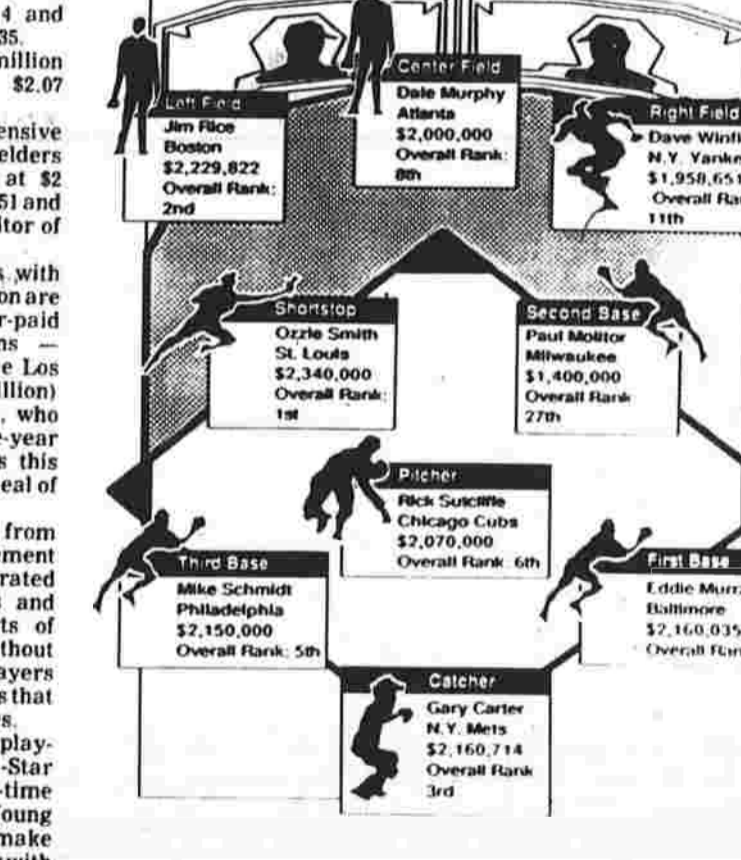 4 and
35.
million
$2.07
ensive
elders
at $2
51 and
itor of
s with
on are
r-paid
ns —
e Los
llion)
, who
e-year
s this
eal of
from
ement
rated
s and
ts of
thout
ayers
s that
s.
play-
-Star
-time
oung
make
with
Left Field
Jim Rice
Boston
$2,229,822
Overall Rank:
2nd
Center Field
Dale Murphy
Atlanta
$2,000,000
Overall Rank:
8th
Right Field
Dave Winfi
N.Y. Yanke
$1,958,651
Overall Ra
11th
Shortstop
Ozzie Smith
St. Louis
$2,340,000
Overall Rank:
1st
Second Base
Paul Molitor
Milwaukee
$1,400,000
Overall Rank
27th
Pitcher
Rick Sutcliffe
Chicago Cubs
$2,070,000
Overall Rank: 6th
Third Base
Mike Schmidt
Philadelphia
$2,150,000
Overall Rank: 5th
First Base
Eddie Murr
Baltimore
$2,160,035
Overall Ran
Catcher
Gary Carter
N.Y. Mets
$2,160,714
Overall Rank
3rd